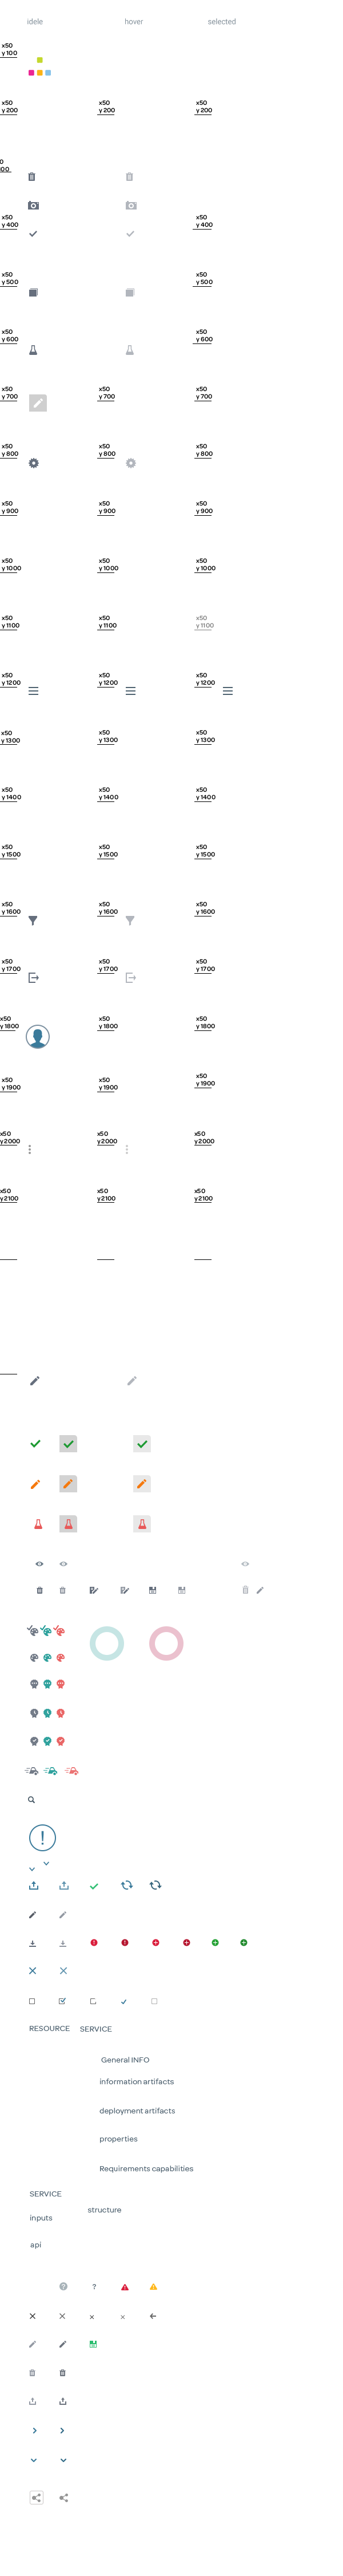 idele hover selected
x50
y 100
x50 x50 x50
y 200 y 200 y 200
0
00
x50 x50
y 400 y 400
x50 x50
y 500 y 500
x50 x50
y 600 y 600
x50 x50 x50
y 700 y 700 y 700
x50 x50 x50
y 800 y 800 y 800
x50 x50 x50
y 900 y 900 y 900
x50 x50 x50
y 1000 y 1000 y 1000
x50 x50 x50
y 1100 y 1100 y 1100
x50 x50 x50
y 1200 y 1200 y 1200
x50 x50 x50
y 1300 y 1300 y 1300
x50 x50 x50
y 1400 y 1400 y 1400
x50 x50 x50
y 1500 y 1500 y 1500
x50 x50 x50
y 1600 y 1600 y 1600
x50 x50 x50
y 1700 y 1700 y 1700
x50 x50 x50
y 1800 y 1800 y 1800
x50 x50 x50
y 1900 y 1900 y 1900
x50 x50 x50
y 2000 y 2000 y 2000
x50 x50 x50
y 2100 y 2100 y 2100
RESOURCE SERVICE
General INFO
information artifacts
deployment artifacts
properties
Requirements capabilities
SERVICE
structure
inputs
api